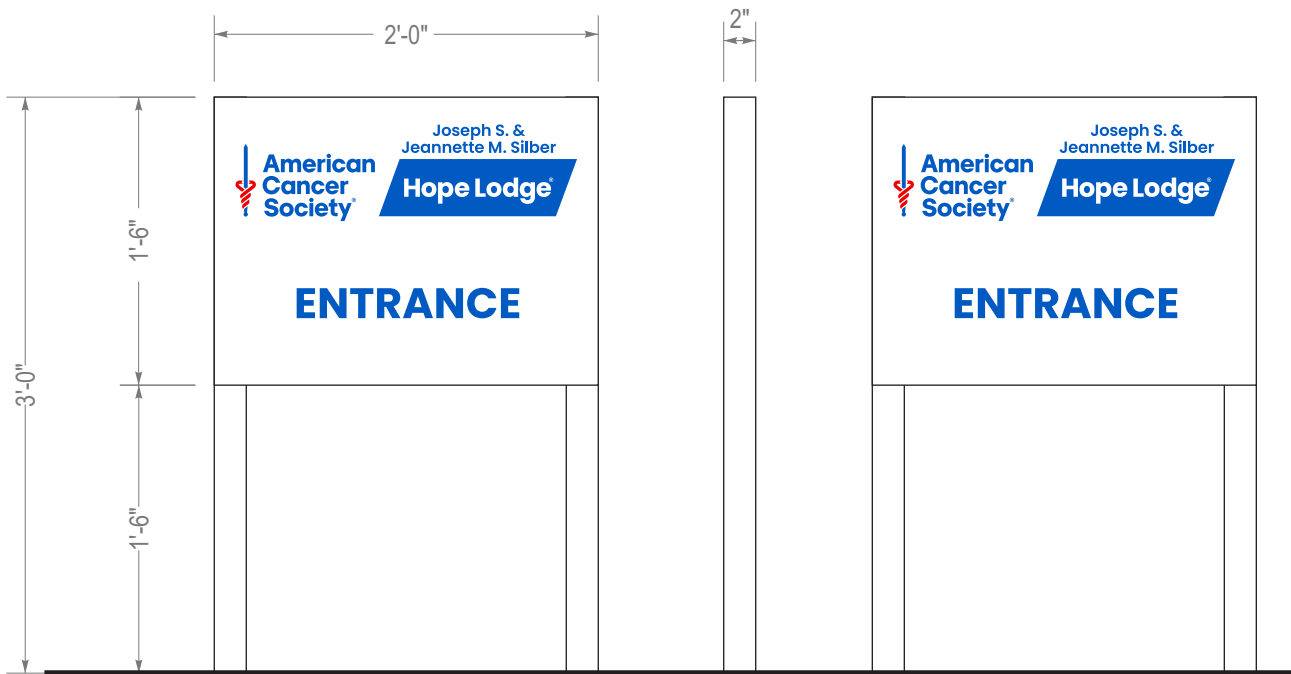 2'-0"
2"
3'-0"
1'-6"
1'-6"
Joseph S. &
Jeannette M. Silber
American
Cancer
Society®
Hope Lodge®
ENTRANCE
Joseph S. &
Jeannette M. Silber
American
Cancer
Society®
Hope Lodge®
ENTRANCE